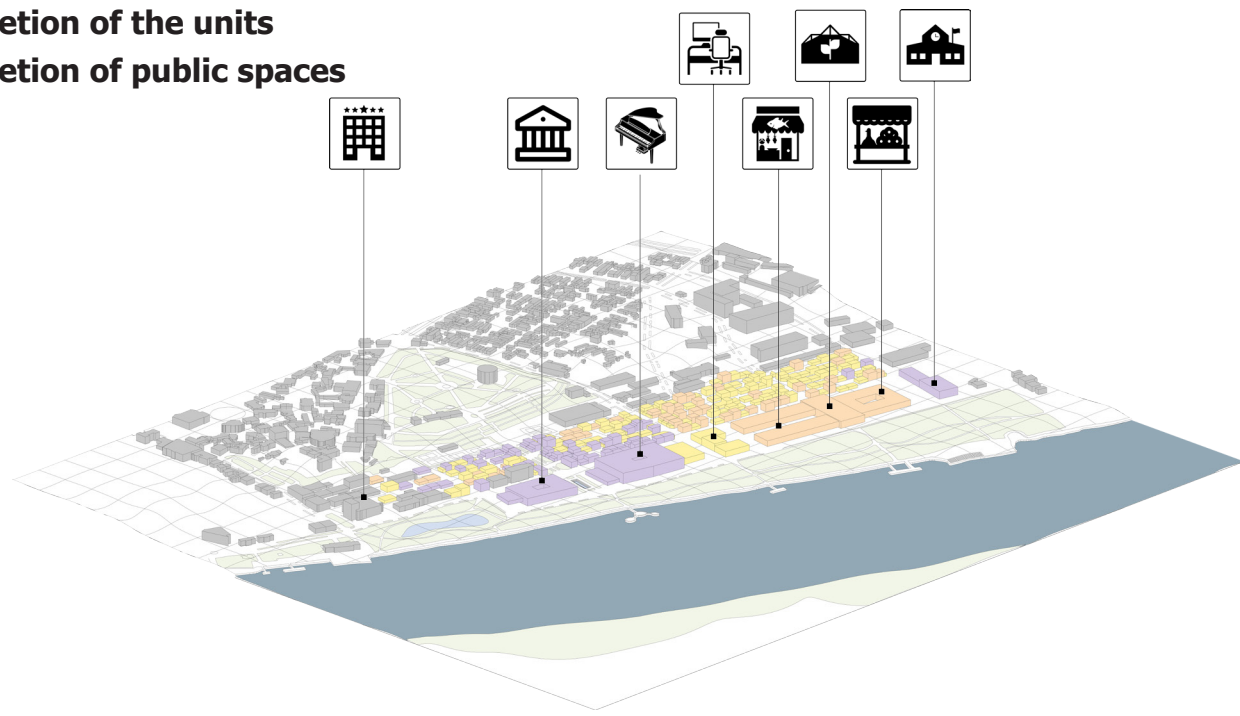 etion of the units
etion of public spaces